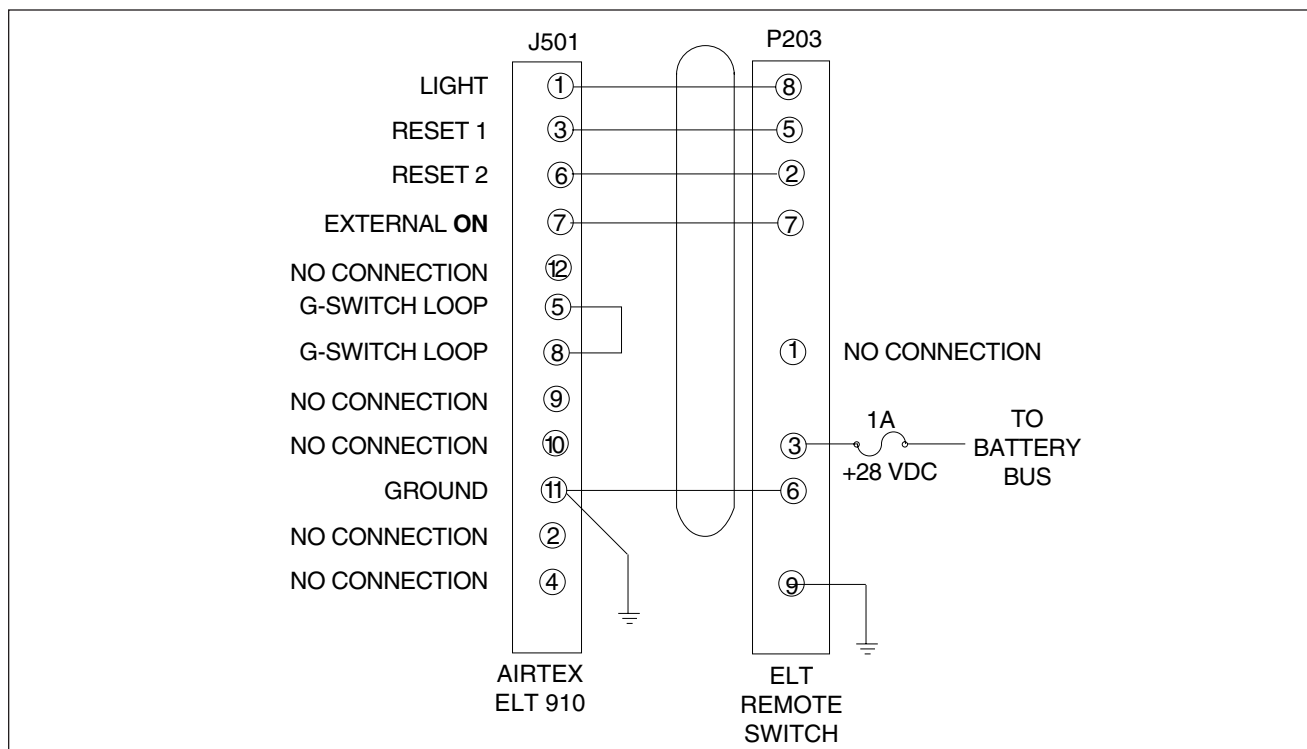 J501
P203
LIGHT 1 8
RESET 1 3 5
RESET 2 6 2
EXTERNAL ON 7 7
NO CONNECTION 12
G-SWITCH LOOP 5
G-SWITCH LOOP 8
1 NO CONNECTION
NO CONNECTION 9
NO CONNECTION 10
3
1A
+28 VDC
TO
BATTERY
BUS
GROUND 11 6
NO CONNECTION 2
NO CONNECTION 4
9
AIRTEX
ELT 910
ELT
REMOTE
SWITCH